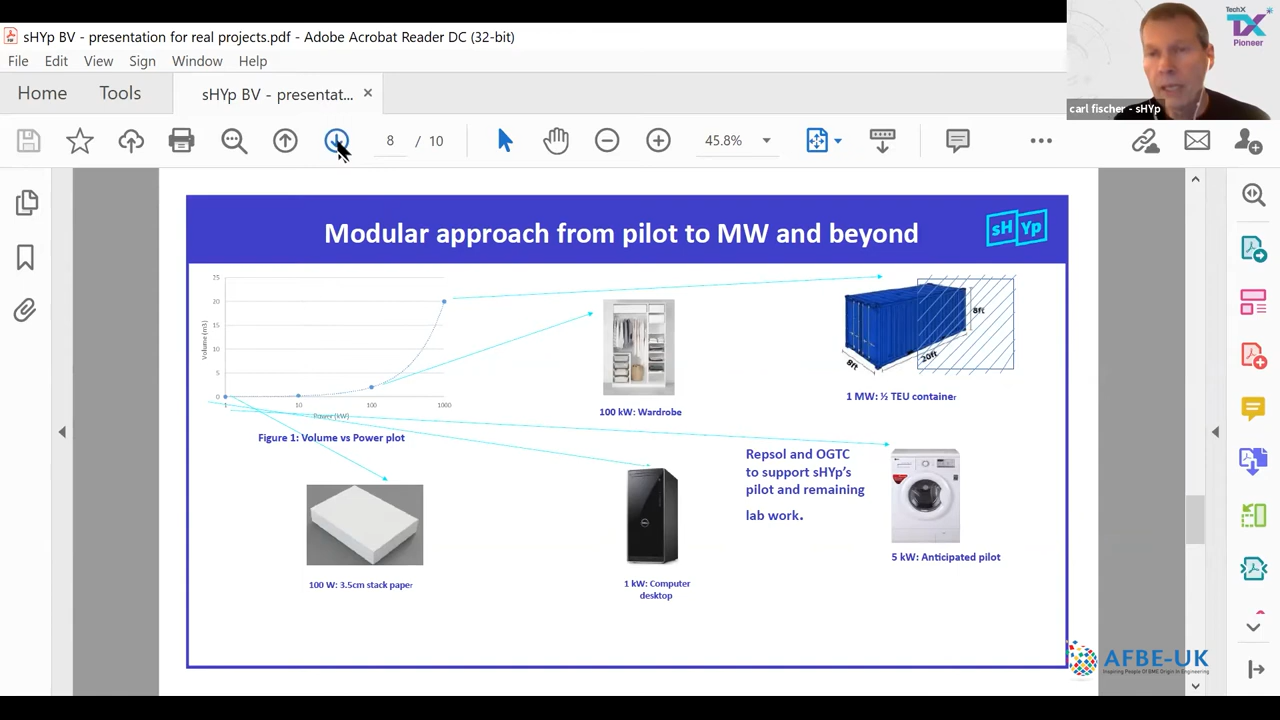 sHYp BV - presentation for real projects.pdf - Adobe Acrobat Reader DC (32-bit)
TechX
TX
Pioneer
carl fischer - sHYp
File Edit View Sign Window Help
Home Tools sHYp BV - presentat... ×
8 / 10 45.8%
Modular approach from pilot to MW and beyond
sHYp
25
20
15
10
5
0
Volume (m3)
1 10 100 1000
Power (kW)
Figure 1: Volume vs Power plot
100 kW: Wardrobe
8ft
20ft
8ft
1 MW: ½ TEU container
Repsol and OGTC
to support sHYp's
pilot and remaining
lab work.
100 W: 3.5cm stack paper
DELL
1 kW: Computer
desktop
5 kW: Anticipated pilot
AFBE-UK
Inspiring People Of BME Origin In Engineering